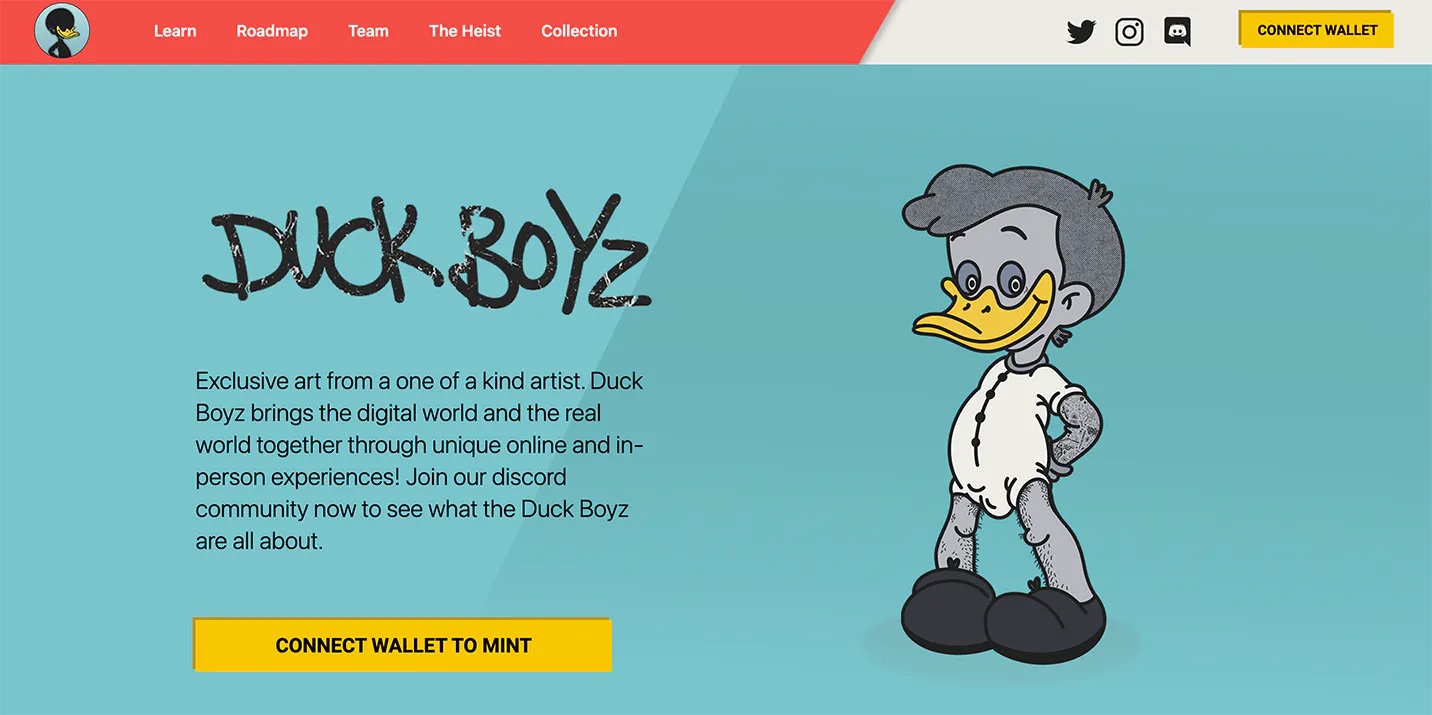 Learn Roadmap Team The Heist Collection CONNECT WALLET
DUCK BOYZ
Exclusive art from a one of a kind artist. Duck
Boyz brings the digital world and the real
world together through unique online and in-
person experiences! Join our discord
community now to see what the Duck Boyz
are all about.
CONNECT WALLET TO MINT